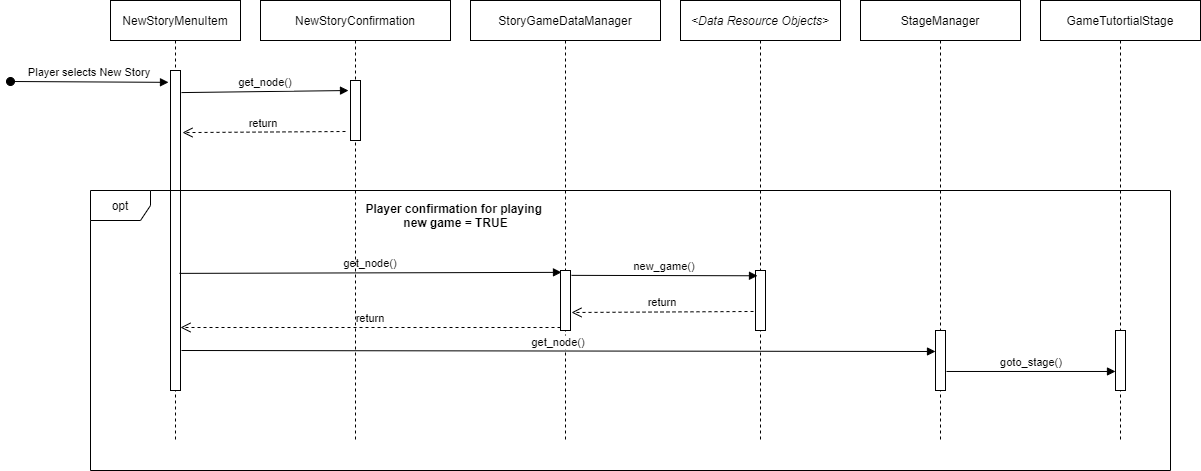 NewStoryMenuItem
NewStoryConfirmation
StoryGameDataManager
<Data Resource Objects>
StageManager
GameTutortialStage
Player selects New Story
get_node()
return
opt
Player confirmation for playing
new game = TRUE
get_node()
new_game()
return
return
get_node()
goto_stage()